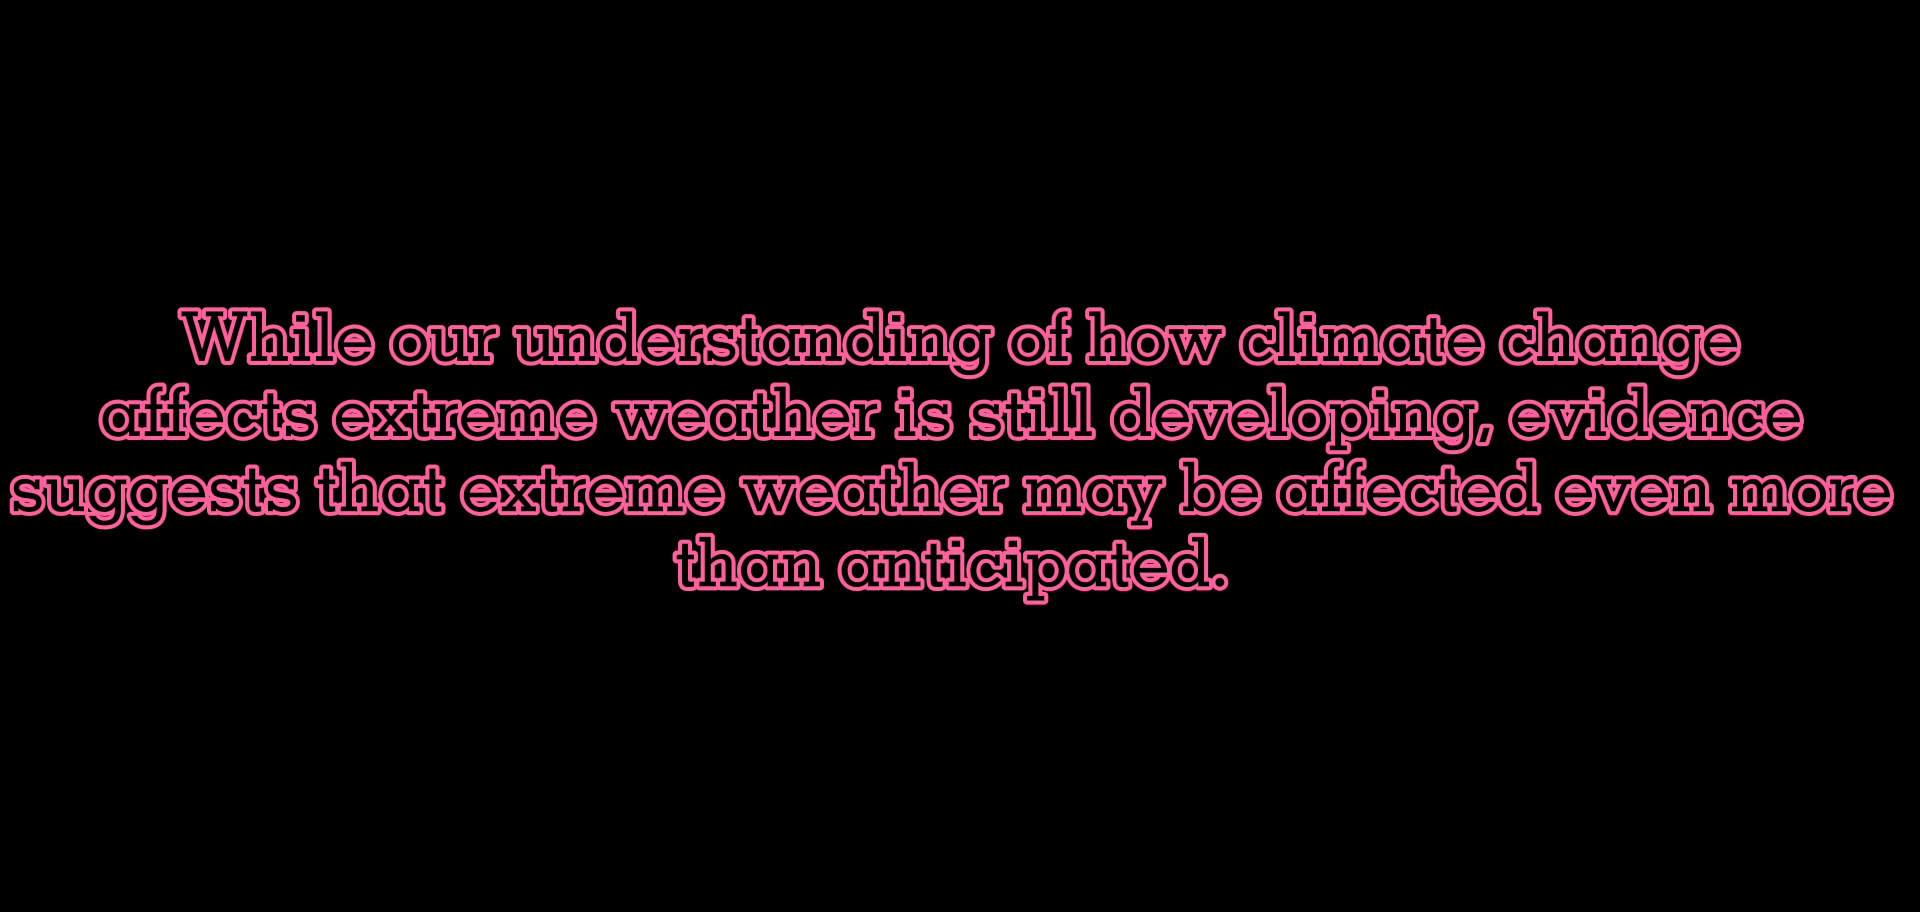 While our understanding of how climate change
affects extreme weather is still developing, evidence
suggests that extreme weather may be affected even more
than anticipated.